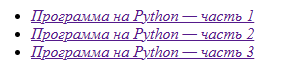 Программа на Python — часть 1
Программа на Python — часть 2
Программа на Python — часть 3